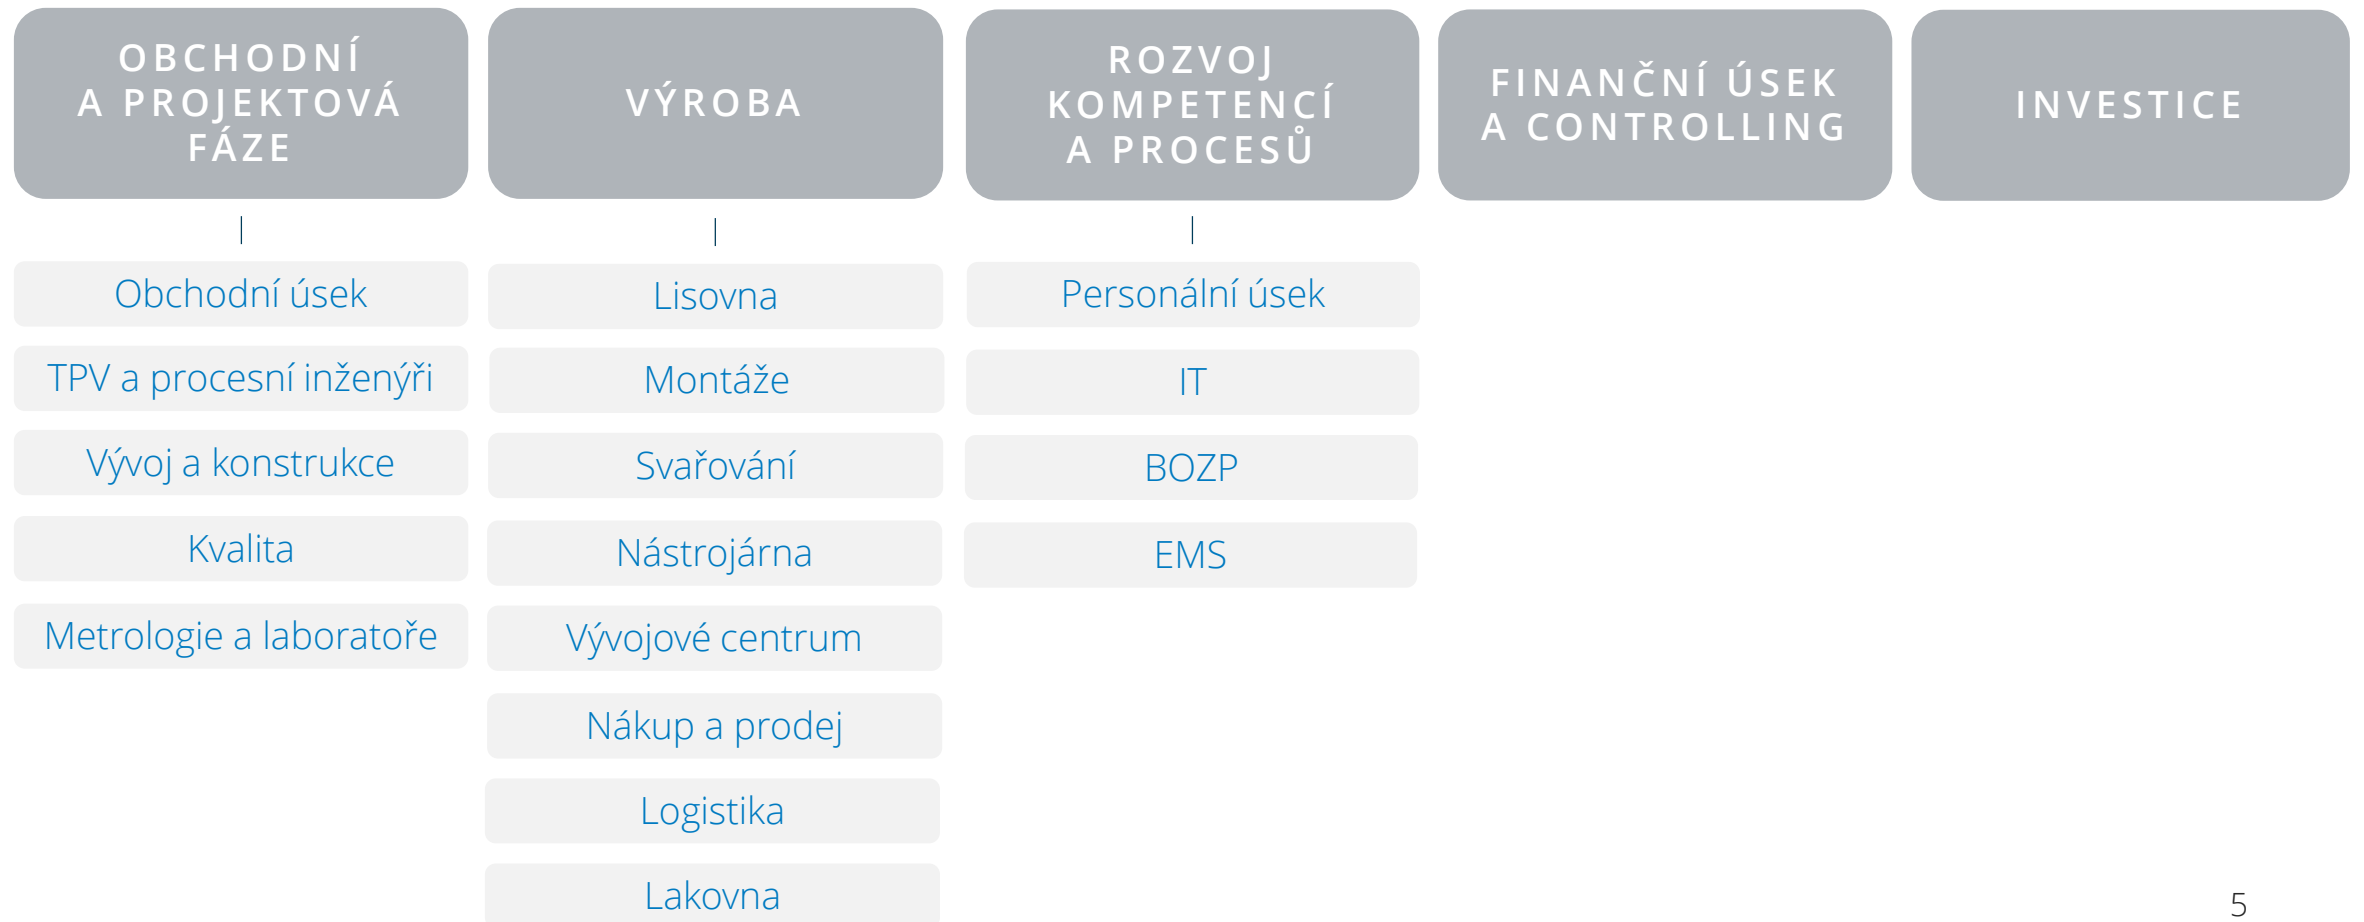 OBCHODNÍ
A PROJEKTOVÁ
FÁZE
Obchodní úsek
TPV a procesní inženýři
Vývoj a konstrukce
Kvalita
Metrologie a laboratoře
VÝROBA
Lisovna
Montáže
Svařování
Nástrojárna
Vývojové centrum
Nákup a prodej
Logistika
Lakovna
ROZVOJ
KOMPETENCÍ
A PROCESŮ
Personální úsek
IT
BOZP
EMS
FINANČNÍ ÚSEK
A CONTROLLING
INVESTICE
5